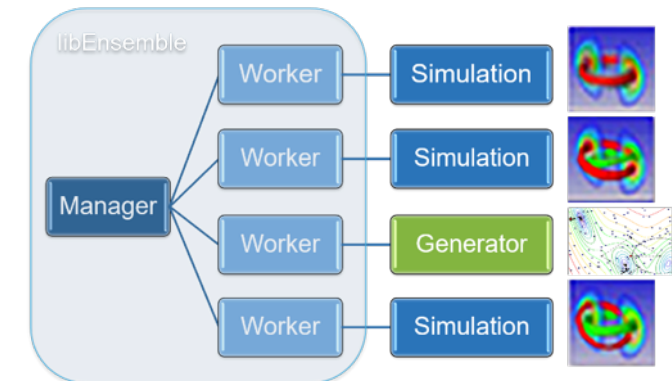 libEnsemble
Worker
Simulation
Worker
Simulation
Manager
Worker
Generator
Worker
Simulation